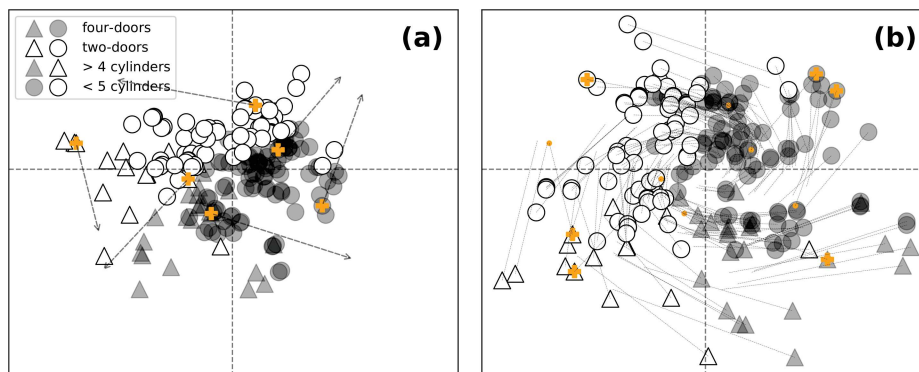 (a)
four-doors
two-doors
> 4 cylinders
< 5 cylinders
(b)